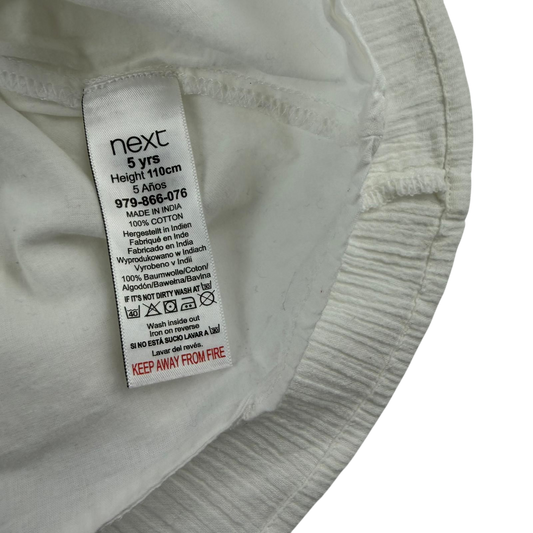 next
5 yrs
Height 110cm
5 Años
979-866-076
MADE IN INDIA
100% COTTON
Hergestellt in Indien
Fabriqué en Inde
Fabricado en India
Wyprodukowano w Indiach
Vyrobeno v Indii
100% Baumwolle/Coton/
Algodón/Bawełna/Bavlna
IF IT'S NOT DIRTY WASH AT 30
40
Wash inside out
Iron on reverse
SI NO ESTÁ SUCIO LAVAR A 30
Lavar del revés.
KEEP AWAY FROM FIRE